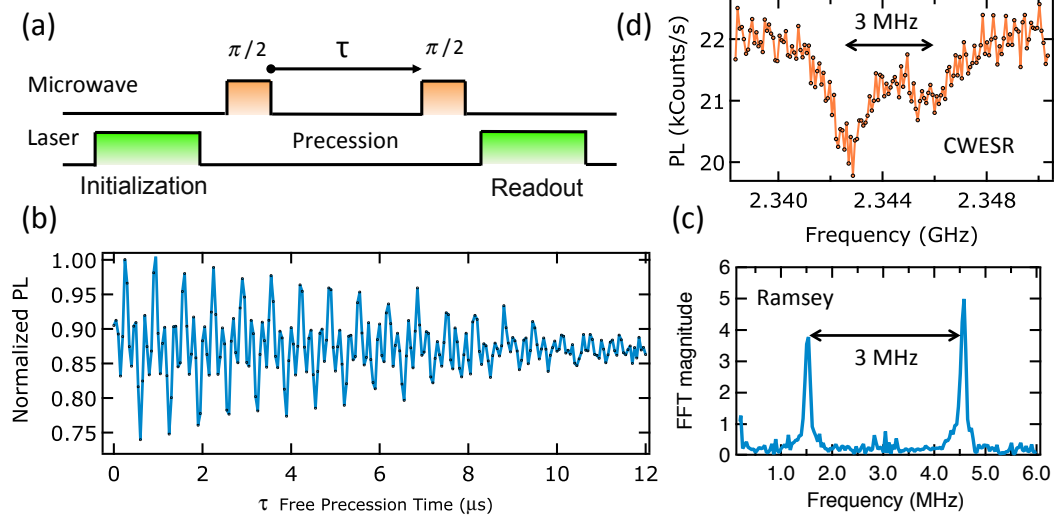 (a)
π/2
τ
π/2
Microwave
Laser
Precession
Initialization
Readout
(b)
Normalized PL
1.00
0.95
0.90
0.85
0.80
0.75
0
2
4
6
8
10
12
τ Free Precession Time (μs)
(d)
PL (kCounts/s)
22
21
20
3 MHz
CWESR
2.340
2.344
2.348
Frequency (GHz)
(c)
FFT magnitude
6
5
4
3
2
1
0
Ramsey
3 MHz
1.0
2.0
3.0
4.0
5.0
6.0
Frequency (MHz)